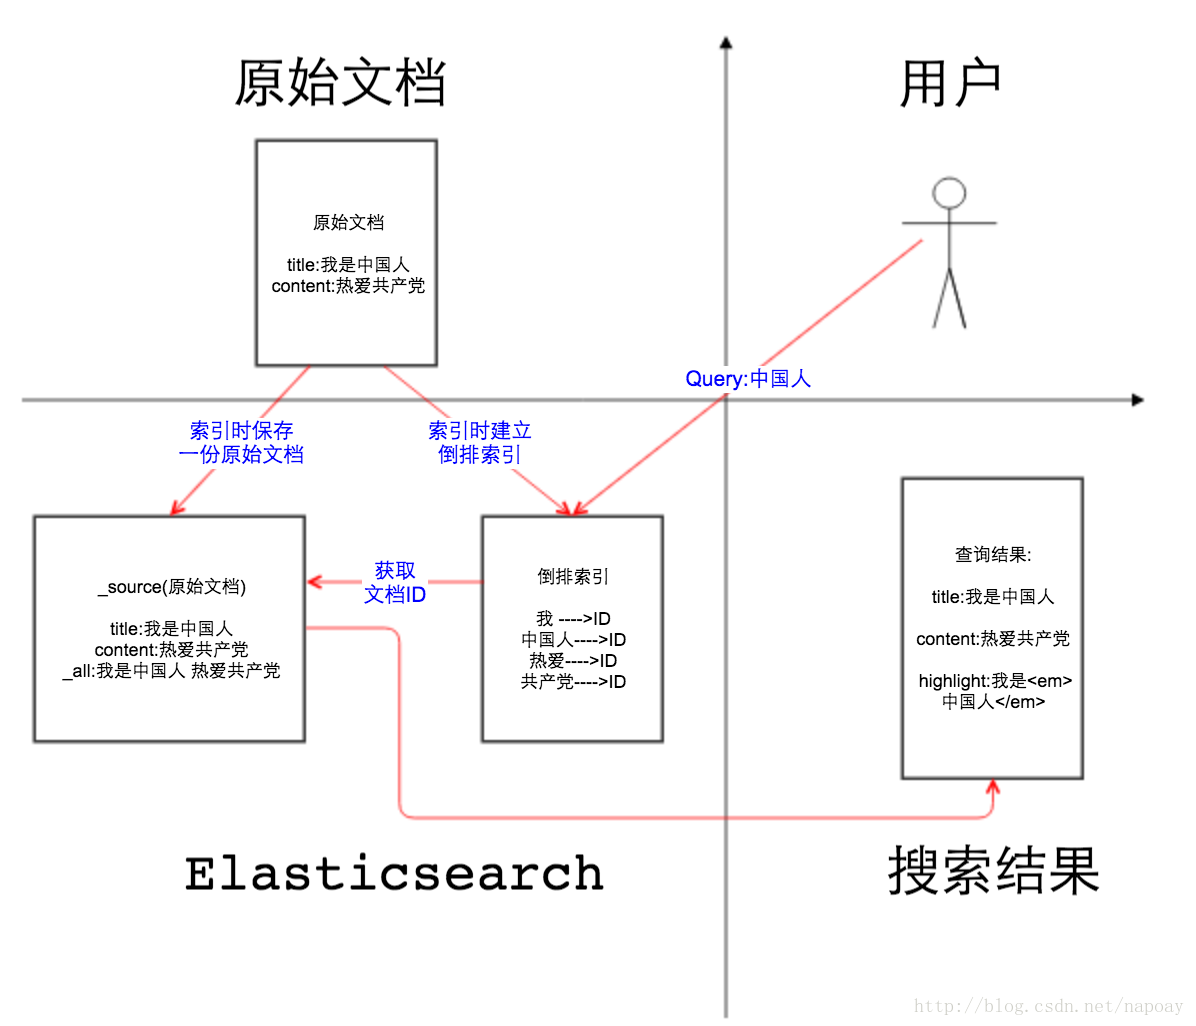 原始文档
用户
原始文档
title:我是中国人
content:热爱共产党
Query:中国人
索引时保存
一份原始文档
索引时建立
倒排索引
_source(原始文档)
title:我是中国人
content:热爱共产党
_all:我是中国人 热爱共产党
获取
文档ID
倒排索引
我 ---->ID
中国人---->ID
热爱---->ID
共产党---->ID
查询结果:
title:我是中国人
content:热爱共产党
highlight:我是<em>
中国人</em>
Elasticsearch
搜索结果
http://blog.csdn.net/napoay